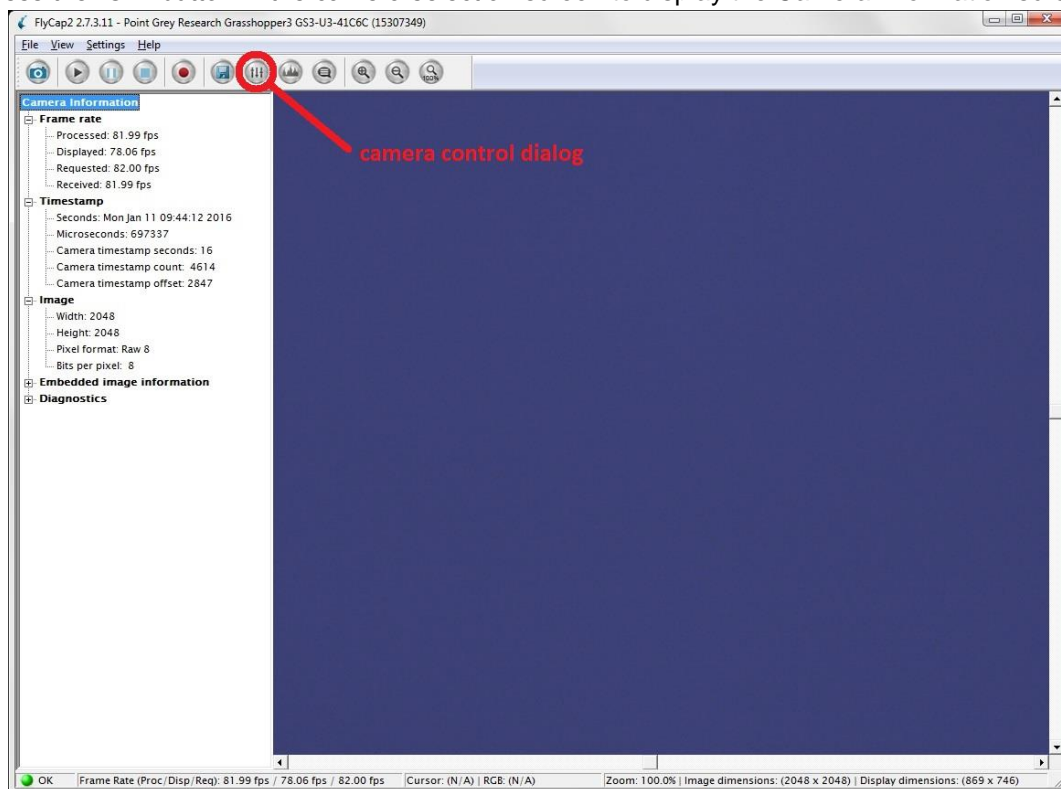 FlyCap2 2.7.3.11 - Point Grey Research Grasshopper3 GS3-U3-41C6C (15307349)
File View Settings Help
100%
Camera Information
Frame rate
Processed: 81.99 fps
Displayed: 78.06 fps
Requested: 82.00 fps
Received: 81.99 fps
Timestamp
Seconds: Mon Jan 11 09:44:12 2016
Microseconds: 697337
Camera timestamp seconds: 16
Camera timestamp count: 4614
Camera timestamp offset: 2847
Image
Width: 2048
Height: 2048
Pixel format: Raw 8
Bits per pixel: 8
Embedded image information
Diagnostics
camera control dialog
OK Frame Rate (Proc/Disp/Req): 81.99 fps / 78.06 fps / 82.00 fps Cursor: (N/A) | RGB: (N/A) Zoom: 100.0% | Image dimensions: (2048 x 2048) | Display dimensions: (869 x 746)